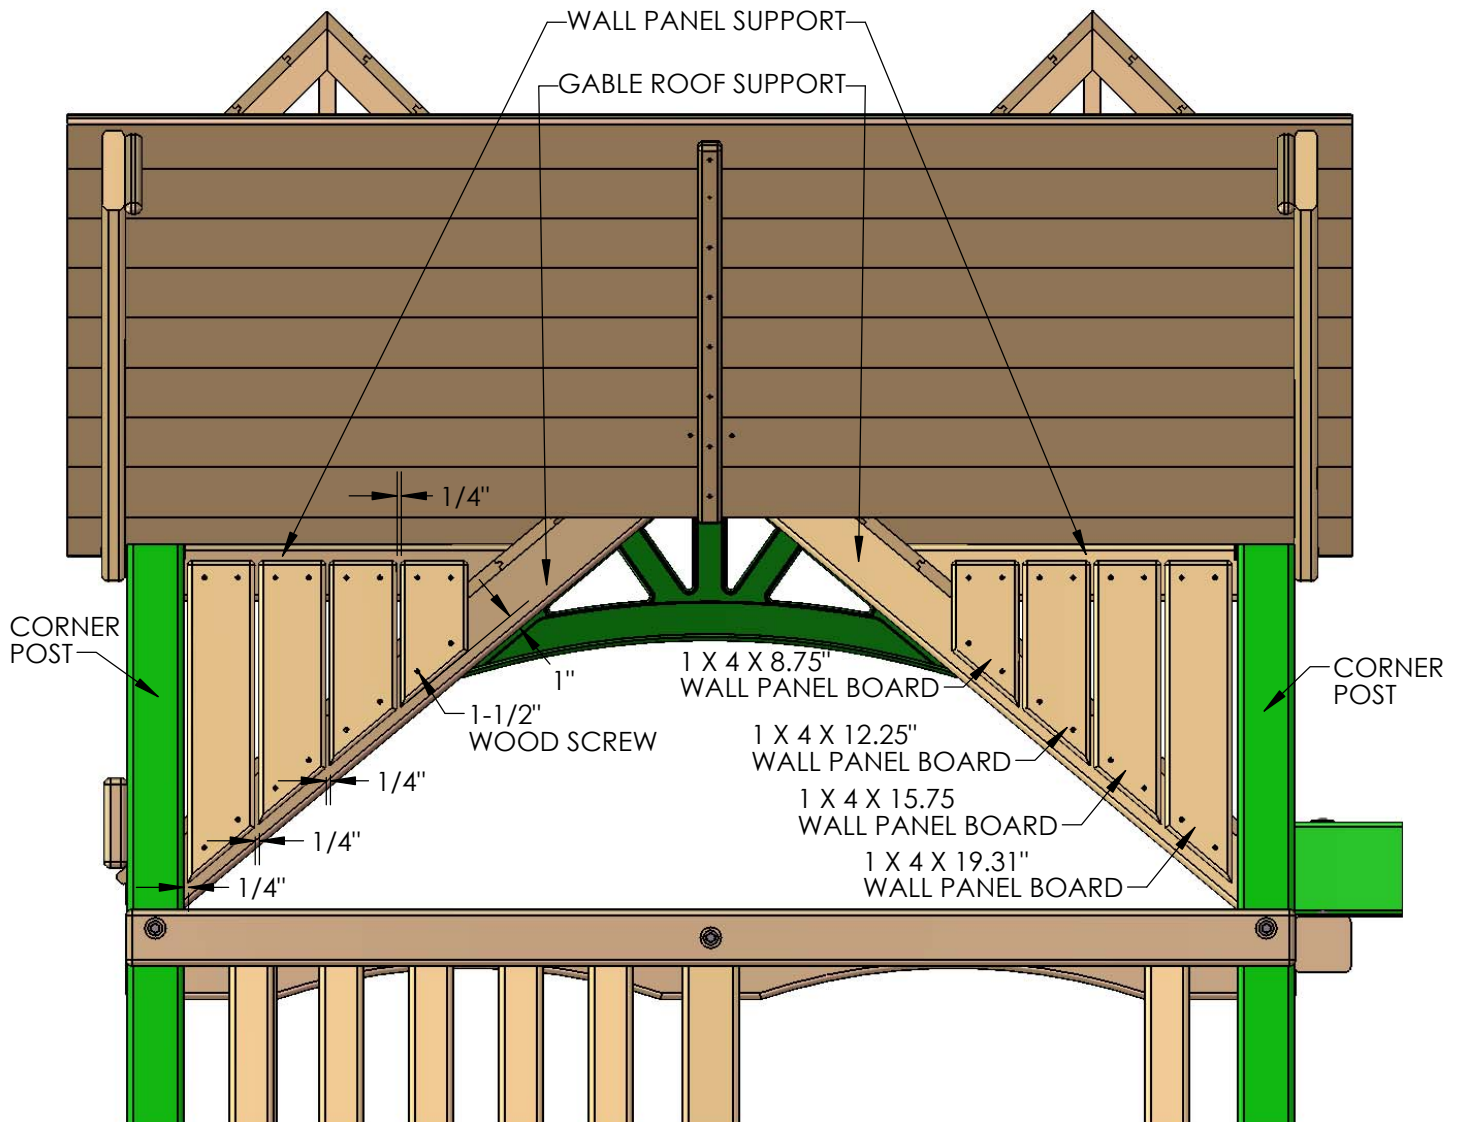 WALL PANEL SUPPORT
GABLE ROOF SUPPORT
1/4"
CORNER
POST
1"
1 X 4 X 8.75"
WALL PANEL BOARD
CORNER
POST
1-1/2"
WOOD SCREW
1 X 4 X 12.25"
WALL PANEL BOARD
1/4"
1 X 4 X 15.75
WALL PANEL BOARD
1/4"
1 X 4 X 19.31"
WALL PANEL BOARD
1/4"